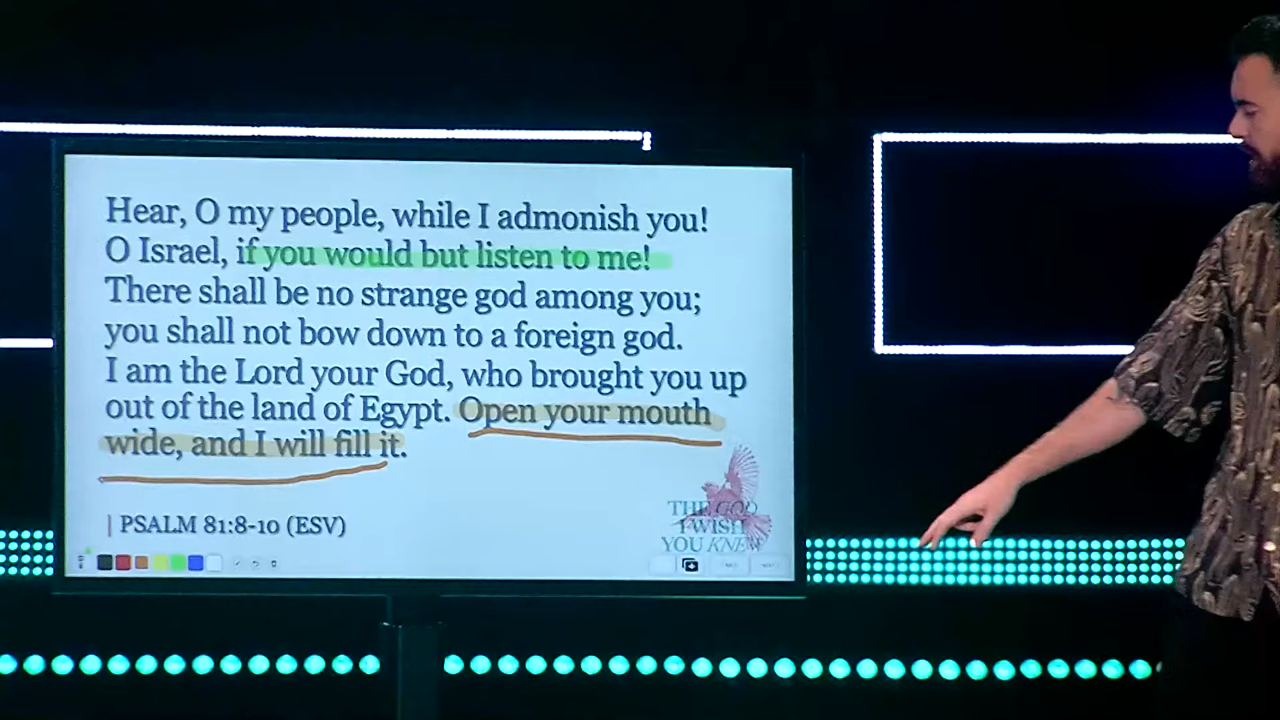 Hear, O my people, while I admonish you!
O Israel, if you would but listen to me!
There shall be no strange god among you;
you shall not bow down to a foreign god.
I am the Lord your God, who brought you up
out of the land of Egypt. Open your mouth
wide, and I will fill it.
| PSALM 81:8-10 (ESV)
THE GOD
I WISH
YOU KNEW